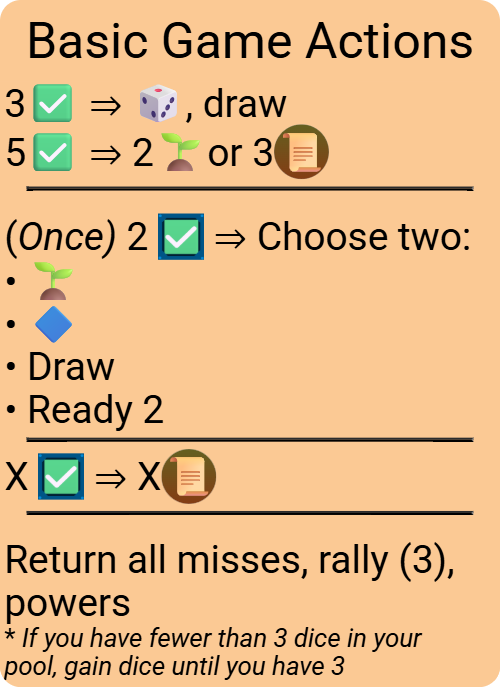 Basic Game Actions
3 ✅ ⇒ 🎲, draw
5 ✅ ⇒ 2 🌱 or 3 📜
(Once) 2 ✅ ⇒ Choose two:
• 🌱
• 🔷
• Draw
• Ready 2
X ✅ ⇒ X 📜
Return all misses, rally (3),
powers
* If you have fewer than 3 dice in your
pool, gain dice until you have 3